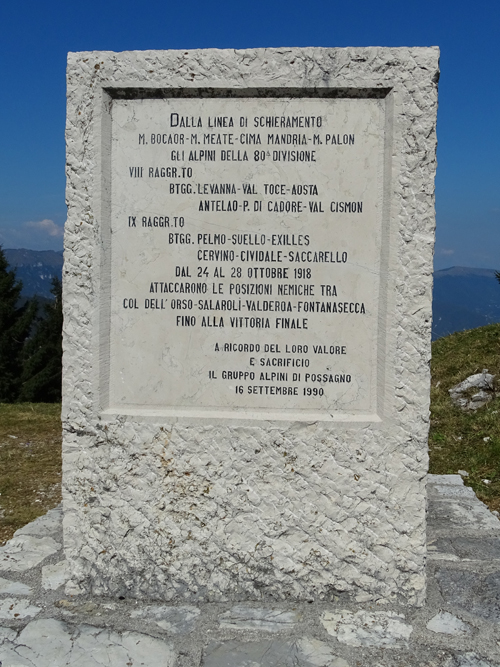 DALLA LINEA DI SCHIERAMENTO
M. BOCAOR-M. MEATE-CIMA MANDRIA-M. PALON
GLI ALPINI DELLA 80ª DIVISIONE
VIII RAGGR.TO
BTGG. LEVANNA-VAL TOCE-AOSTA
ANTELAO-P. DI CADORE-VAL CISMON
IX RAGGR.TO
BTGG. PELMO-SUELLO-EXILLES
CERVINO-CIVIDALE-SACCARELLO
DAL 24 AL 28 OTTOBRE 1918
ATTACCARONO LE POSIZIONI NEMICHE TRA
COL DELL'ORSO-SALAROLI-VALDEROA-FONTANASECCA
FINO ALLA VITTORIA FINALE
A RICORDO DEL LORO VALORE
E SACRIFICIO
IL GRUPPO ALPINI DI POSSAGNO
16 SETTEMBRE 1990